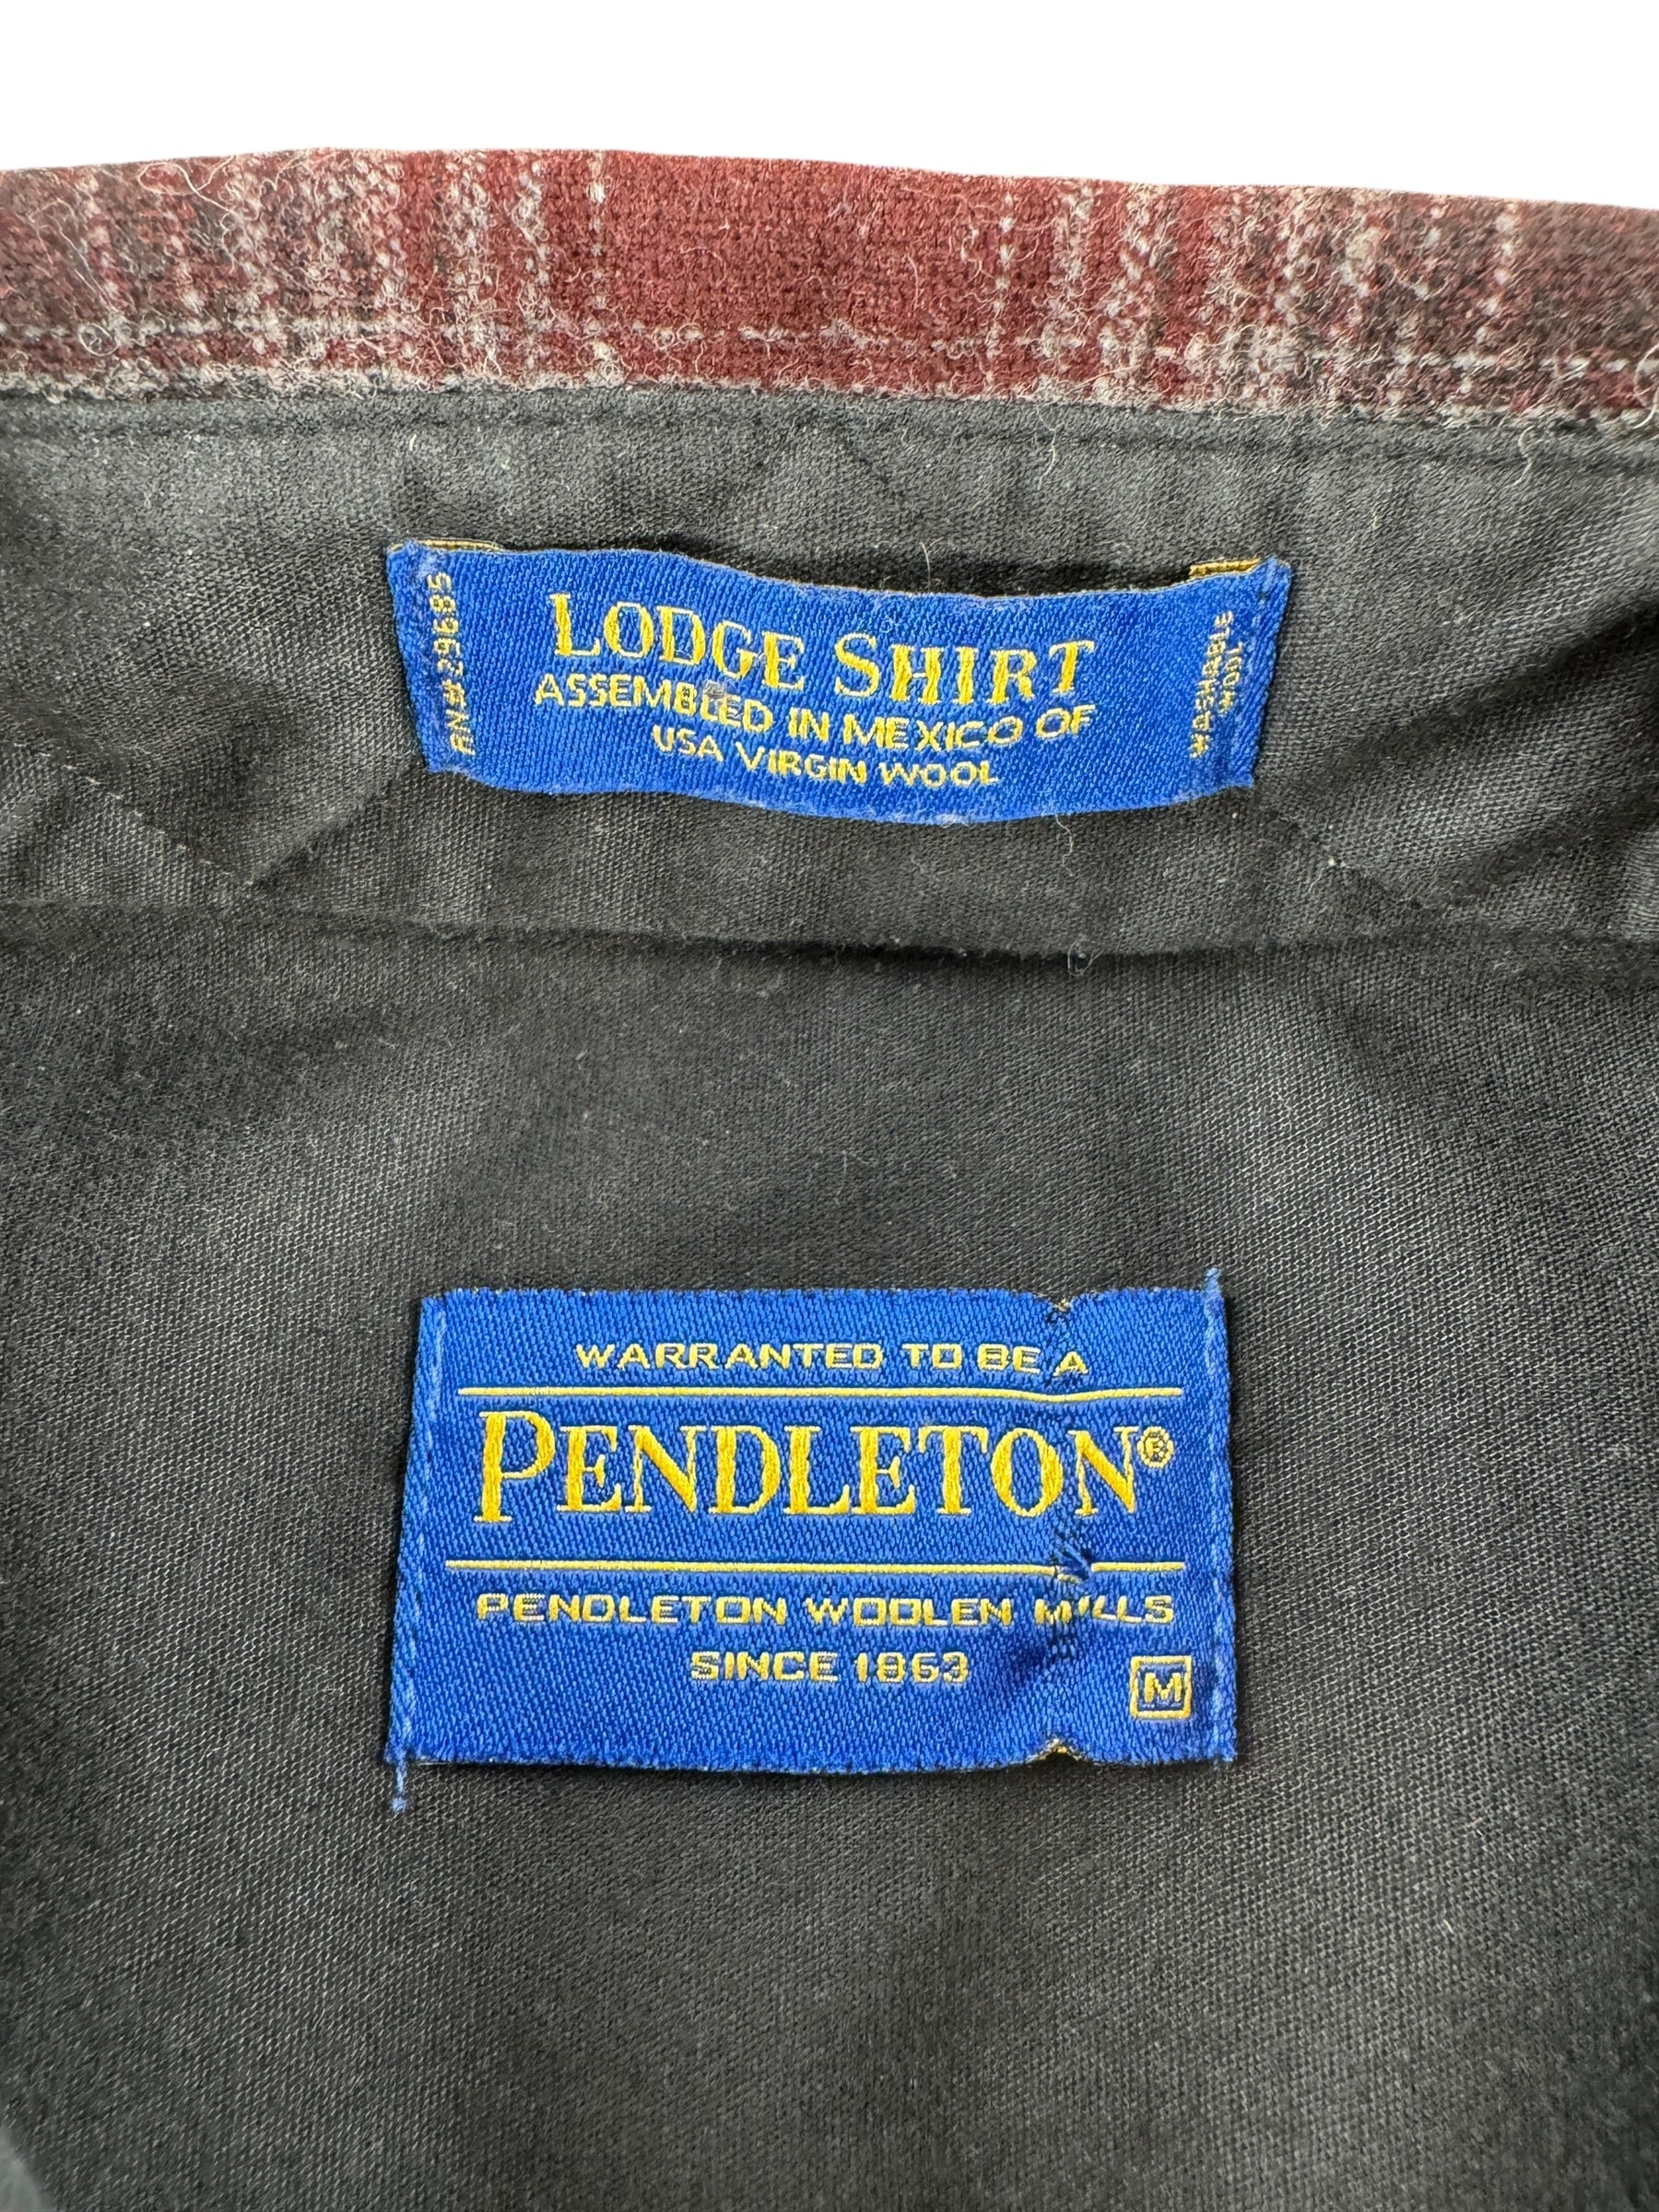 RN# 29685
LODGE SHIRT
ASSEMBLED IN MEXICO OF
USA VIRGIN WOOL
WASHABLE
WOOL
WARRANTED TO BE A
PENDLETON®
PENDLETON WOOLEN MILLS
SINCE 1863
M